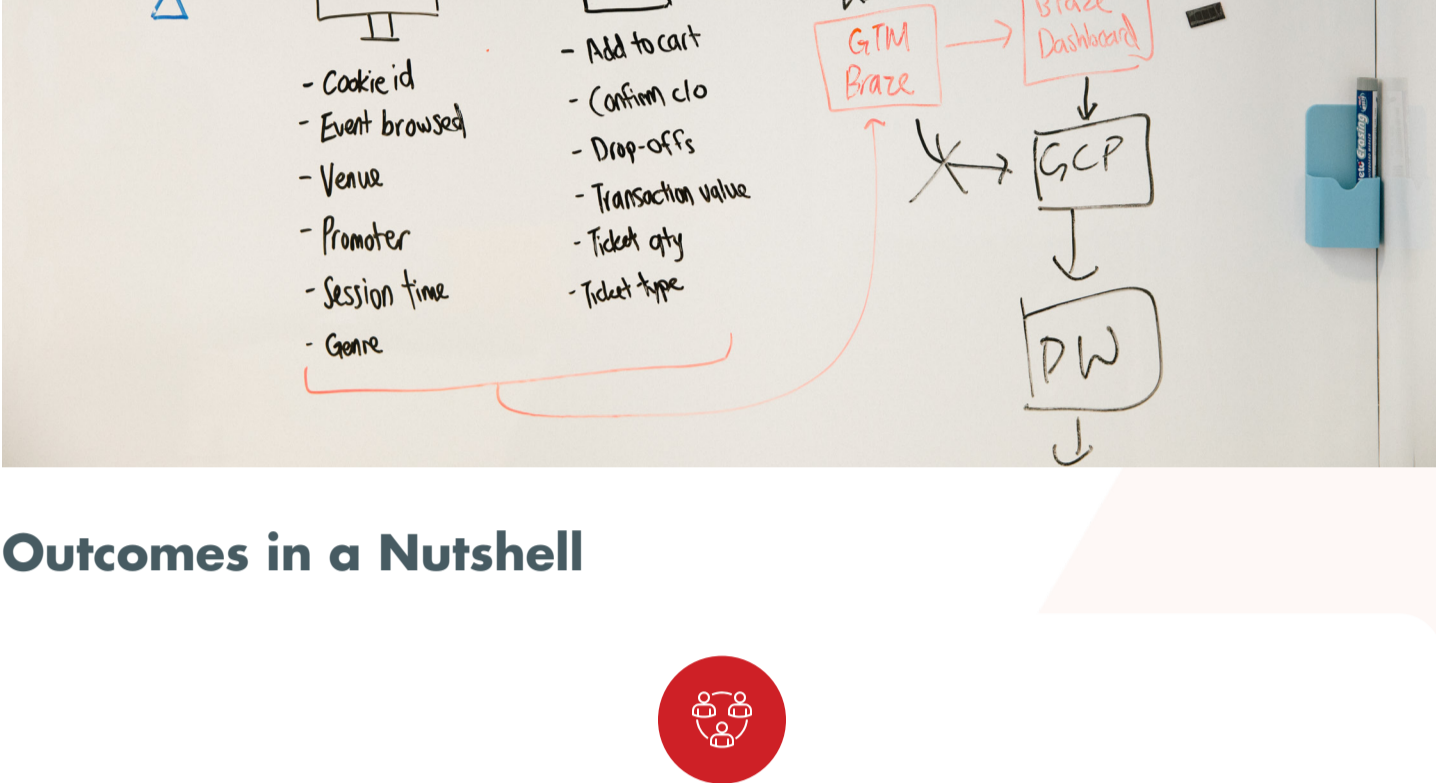 - Cookie id
- Event browsed
- Venue
- Promoter
- Session time
- Genre
- Add to cart
- Confirm c/o
- Drop-offs
- Transaction value
- Ticket qty
- Ticket type
GTM
Braze
Braze
Dashboard
GCP
DW
Outcomes in a Nutshell